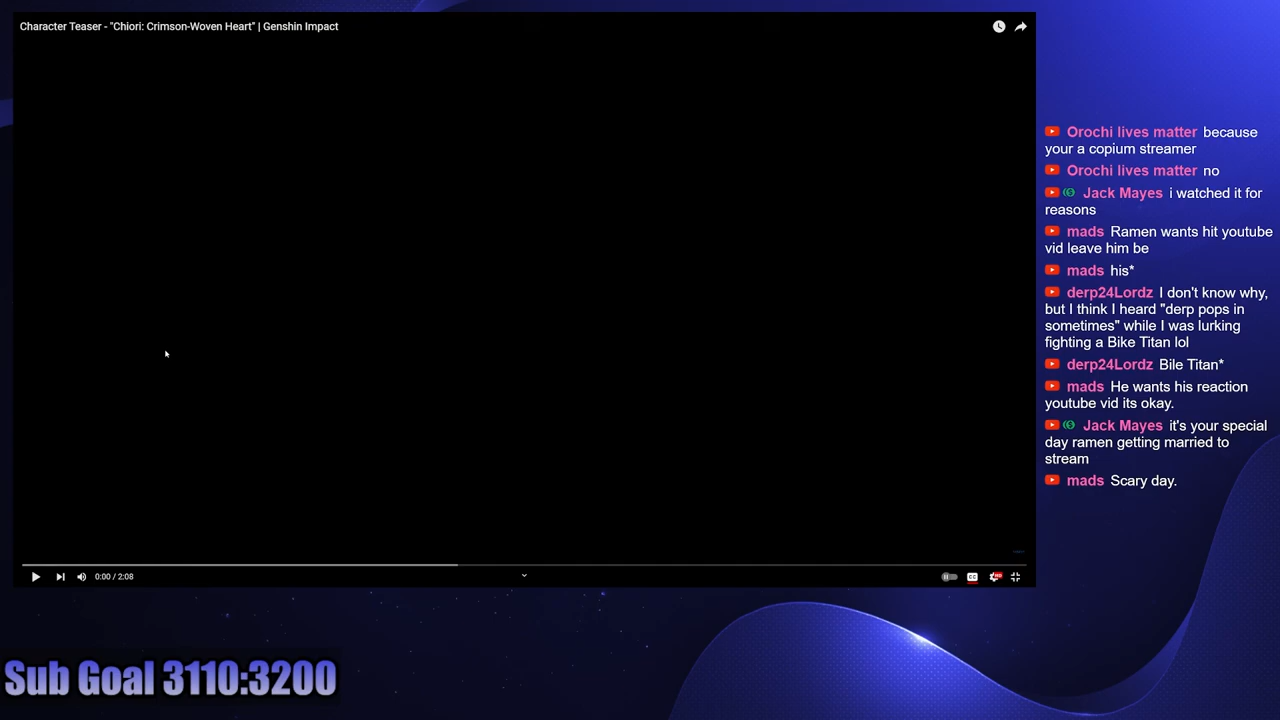 Character Teaser - "Chiori: Crimson-Woven Heart" | Genshin Impact
Orochi lives matter because
your a copium streamer
Orochi lives matter no
Jack Mayes i watched it for
reasons
mads Ramen wants hit youtube
vid leave him be
mads his*
derp24Lordz I don't know why,
but I think I heard "derp pops in
sometimes" while I was lurking
fighting a Bike Titan lol
derp24Lordz Bile Titan*
mads He wants his reaction
youtube vid its okay.
Jack Mayes it's your special
day ramen getting married to
stream
mads Scary day.
0:00 / 2:08
CC
Sub Goal 3110:3200